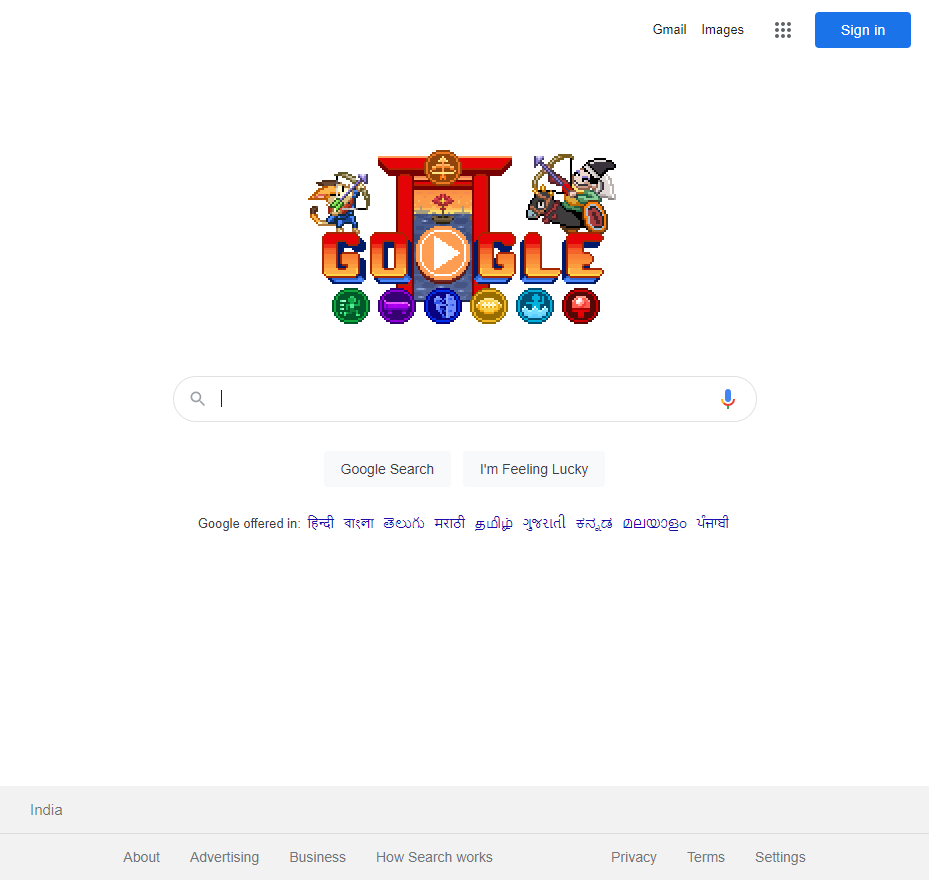 Gmail Images Sign in
GOOGLE
Google Search I'm Feeling Lucky
Google offered in: हिन्दी বাংলা తెలుగు मराठी தமிழ் ગુજરાતી ಕನ್ನಡ മലയാളം ਪੰਜਾਬੀ
India
About Advertising Business How Search works Privacy Terms Settings